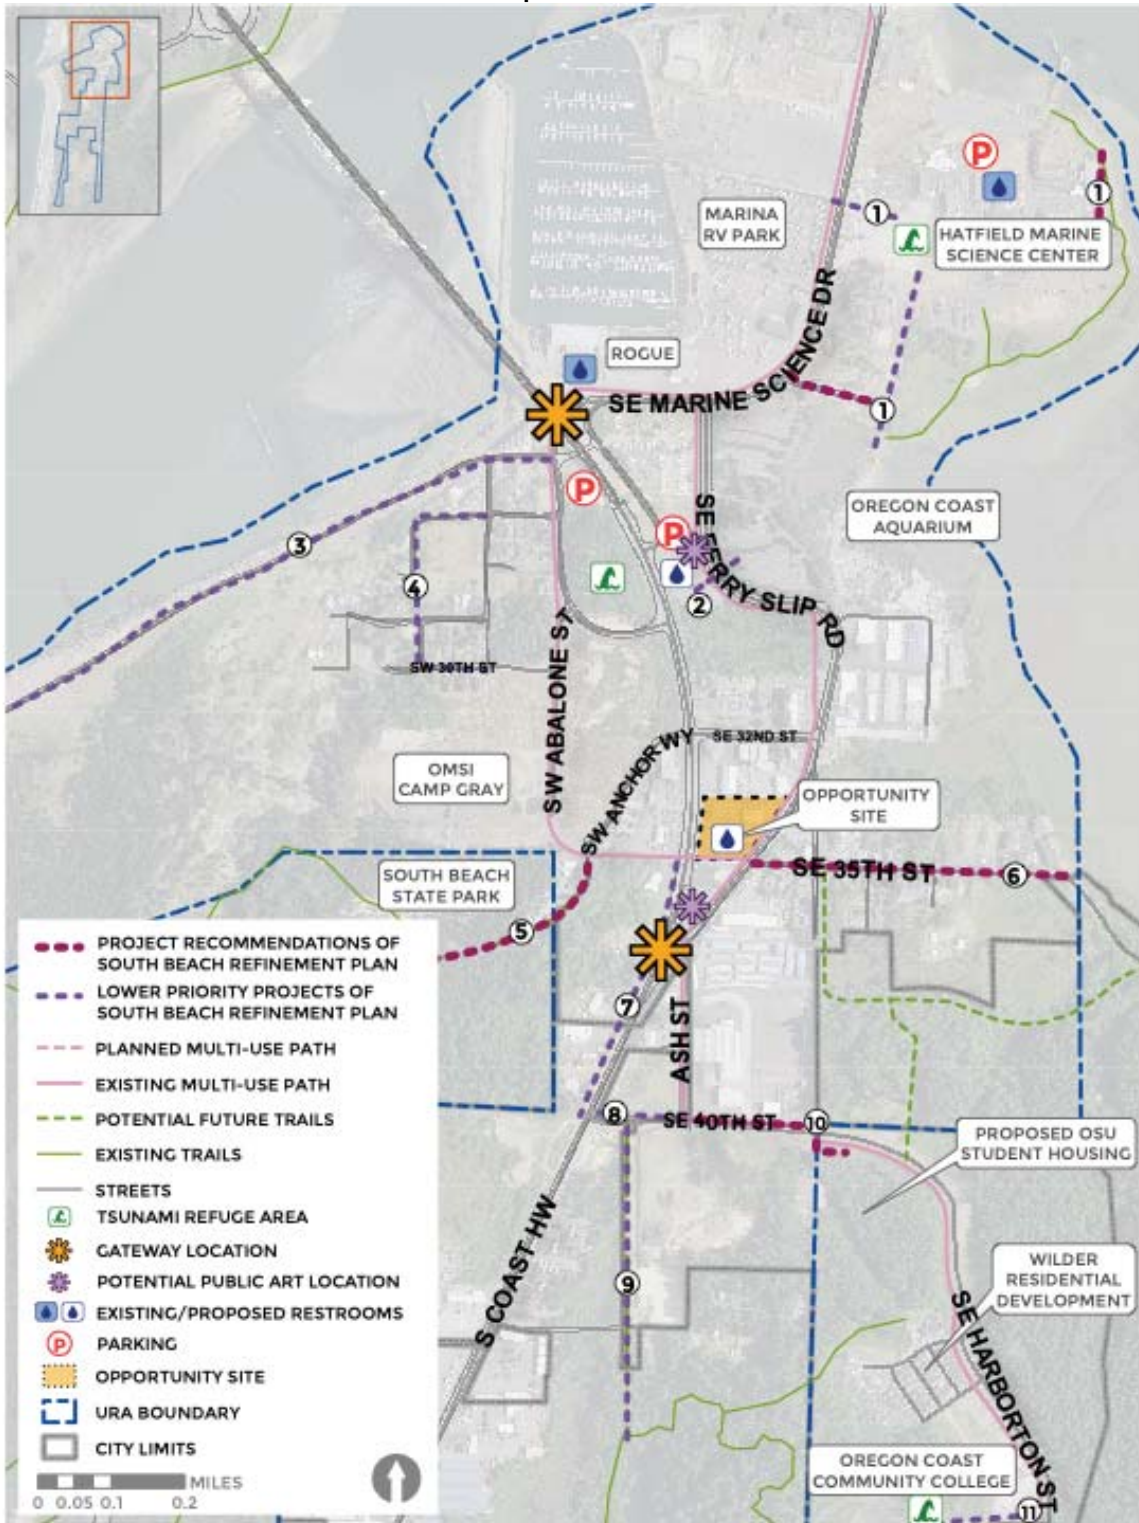 P
1
1
MARINA
RV PARK
HATFIELD MARINE
SCIENCE CENTER
ROGUE
SE MARINE SCIENCE DR
1
P
P
OREGON COAST
AQUARIUM
SE FERRY SLIP RD
3
4
2
SW 30TH ST
SW ABALONE ST
SW ANCHOR WY
SE 32ND ST
OMSI
CAMP GRAY
OPPORTUNITY
SITE
SOUTH BEACH
STATE PARK
SE 35TH ST
6
5
7
ASH ST
8
SE 40TH ST
10
PROPOSED OSU
STUDENT HOUSING
S COAST HW
9
WILDER
RESIDENTIAL
DEVELOPMENT
SE HARBORTON ST
OREGON COAST
COMMUNITY COLLEGE
11
PROJECT RECOMMENDATIONS OF
SOUTH BEACH REFINEMENT PLAN
LOWER PRIORITY PROJECTS OF
SOUTH BEACH REFINEMENT PLAN
PLANNED MULTI-USE PATH
EXISTING MULTI-USE PATH
POTENTIAL FUTURE TRAILS
EXISTING TRAILS
STREETS
TSUNAMI REFUGE AREA
GATEWAY LOCATION
POTENTIAL PUBLIC ART LOCATION
EXISTING/PROPOSED RESTROOMS
P PARKING
OPPORTUNITY SITE
URA BOUNDARY
CITY LIMITS
MILES
0 0.05 0.1 0.2